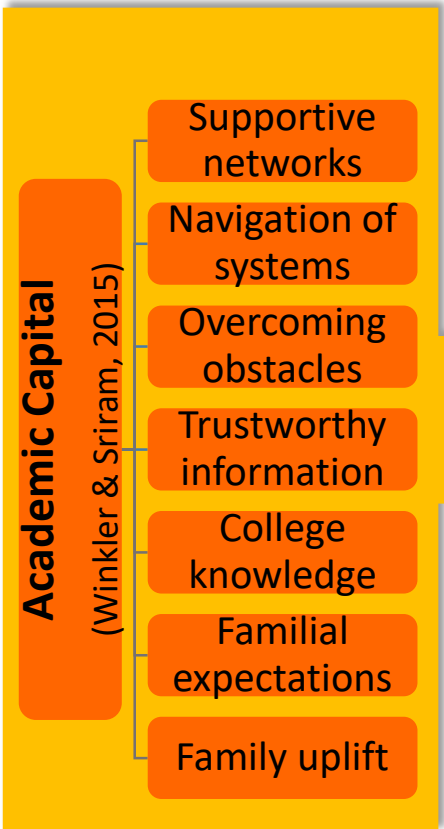 Academic Capital
(Winkler & Sriram, 2015)
Supportive
networks
Navigation of
systems
Overcoming
obstacles
Trustworthy
information
College
knowledge
Familial
expectations
Family uplift